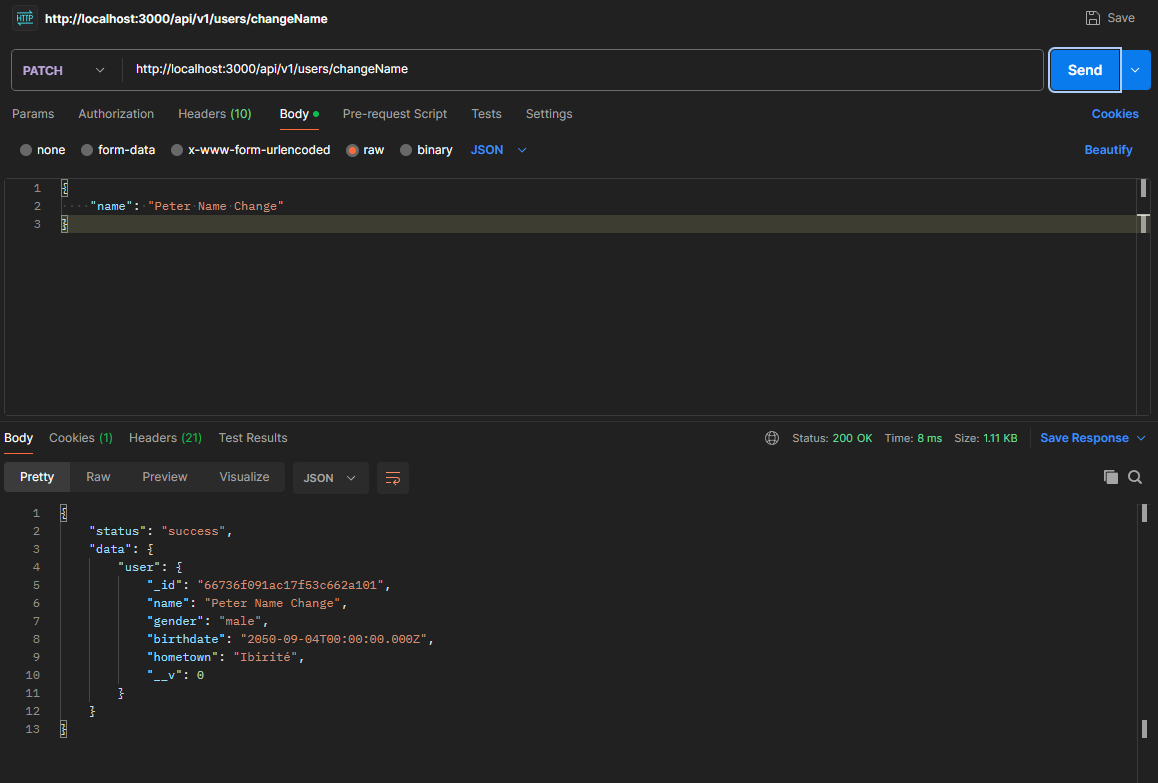 HTTP http://localhost:3000/api/v1/users/changeName Save
PATCH http://localhost:3000/api/v1/users/changeName Send
Params Authorization Headers (10) Body Pre-request Script Tests Settings Cookies
none form-data x-www-form-urlencoded raw binary JSON Beautify
1 {
2 ····"name":·"Peter·Name·Change"
3 }
Body Cookies (1) Headers (21) Test Results Status: 200 OK Time: 8 ms Size: 1.11 KB Save Response
Pretty Raw Preview Visualize JSON
1 {
2 "status": "success",
3 "data": {
4 "user": {
5 "_id": "66736f091ac17f53c662a101",
6 "name": "Peter Name Change",
7 "gender": "male",
8 "birthdate": "2050-09-04T00:00:00.000Z",
9 "hometown": "Ibirité",
10 "__v": 0
11 }
12 }
13 }